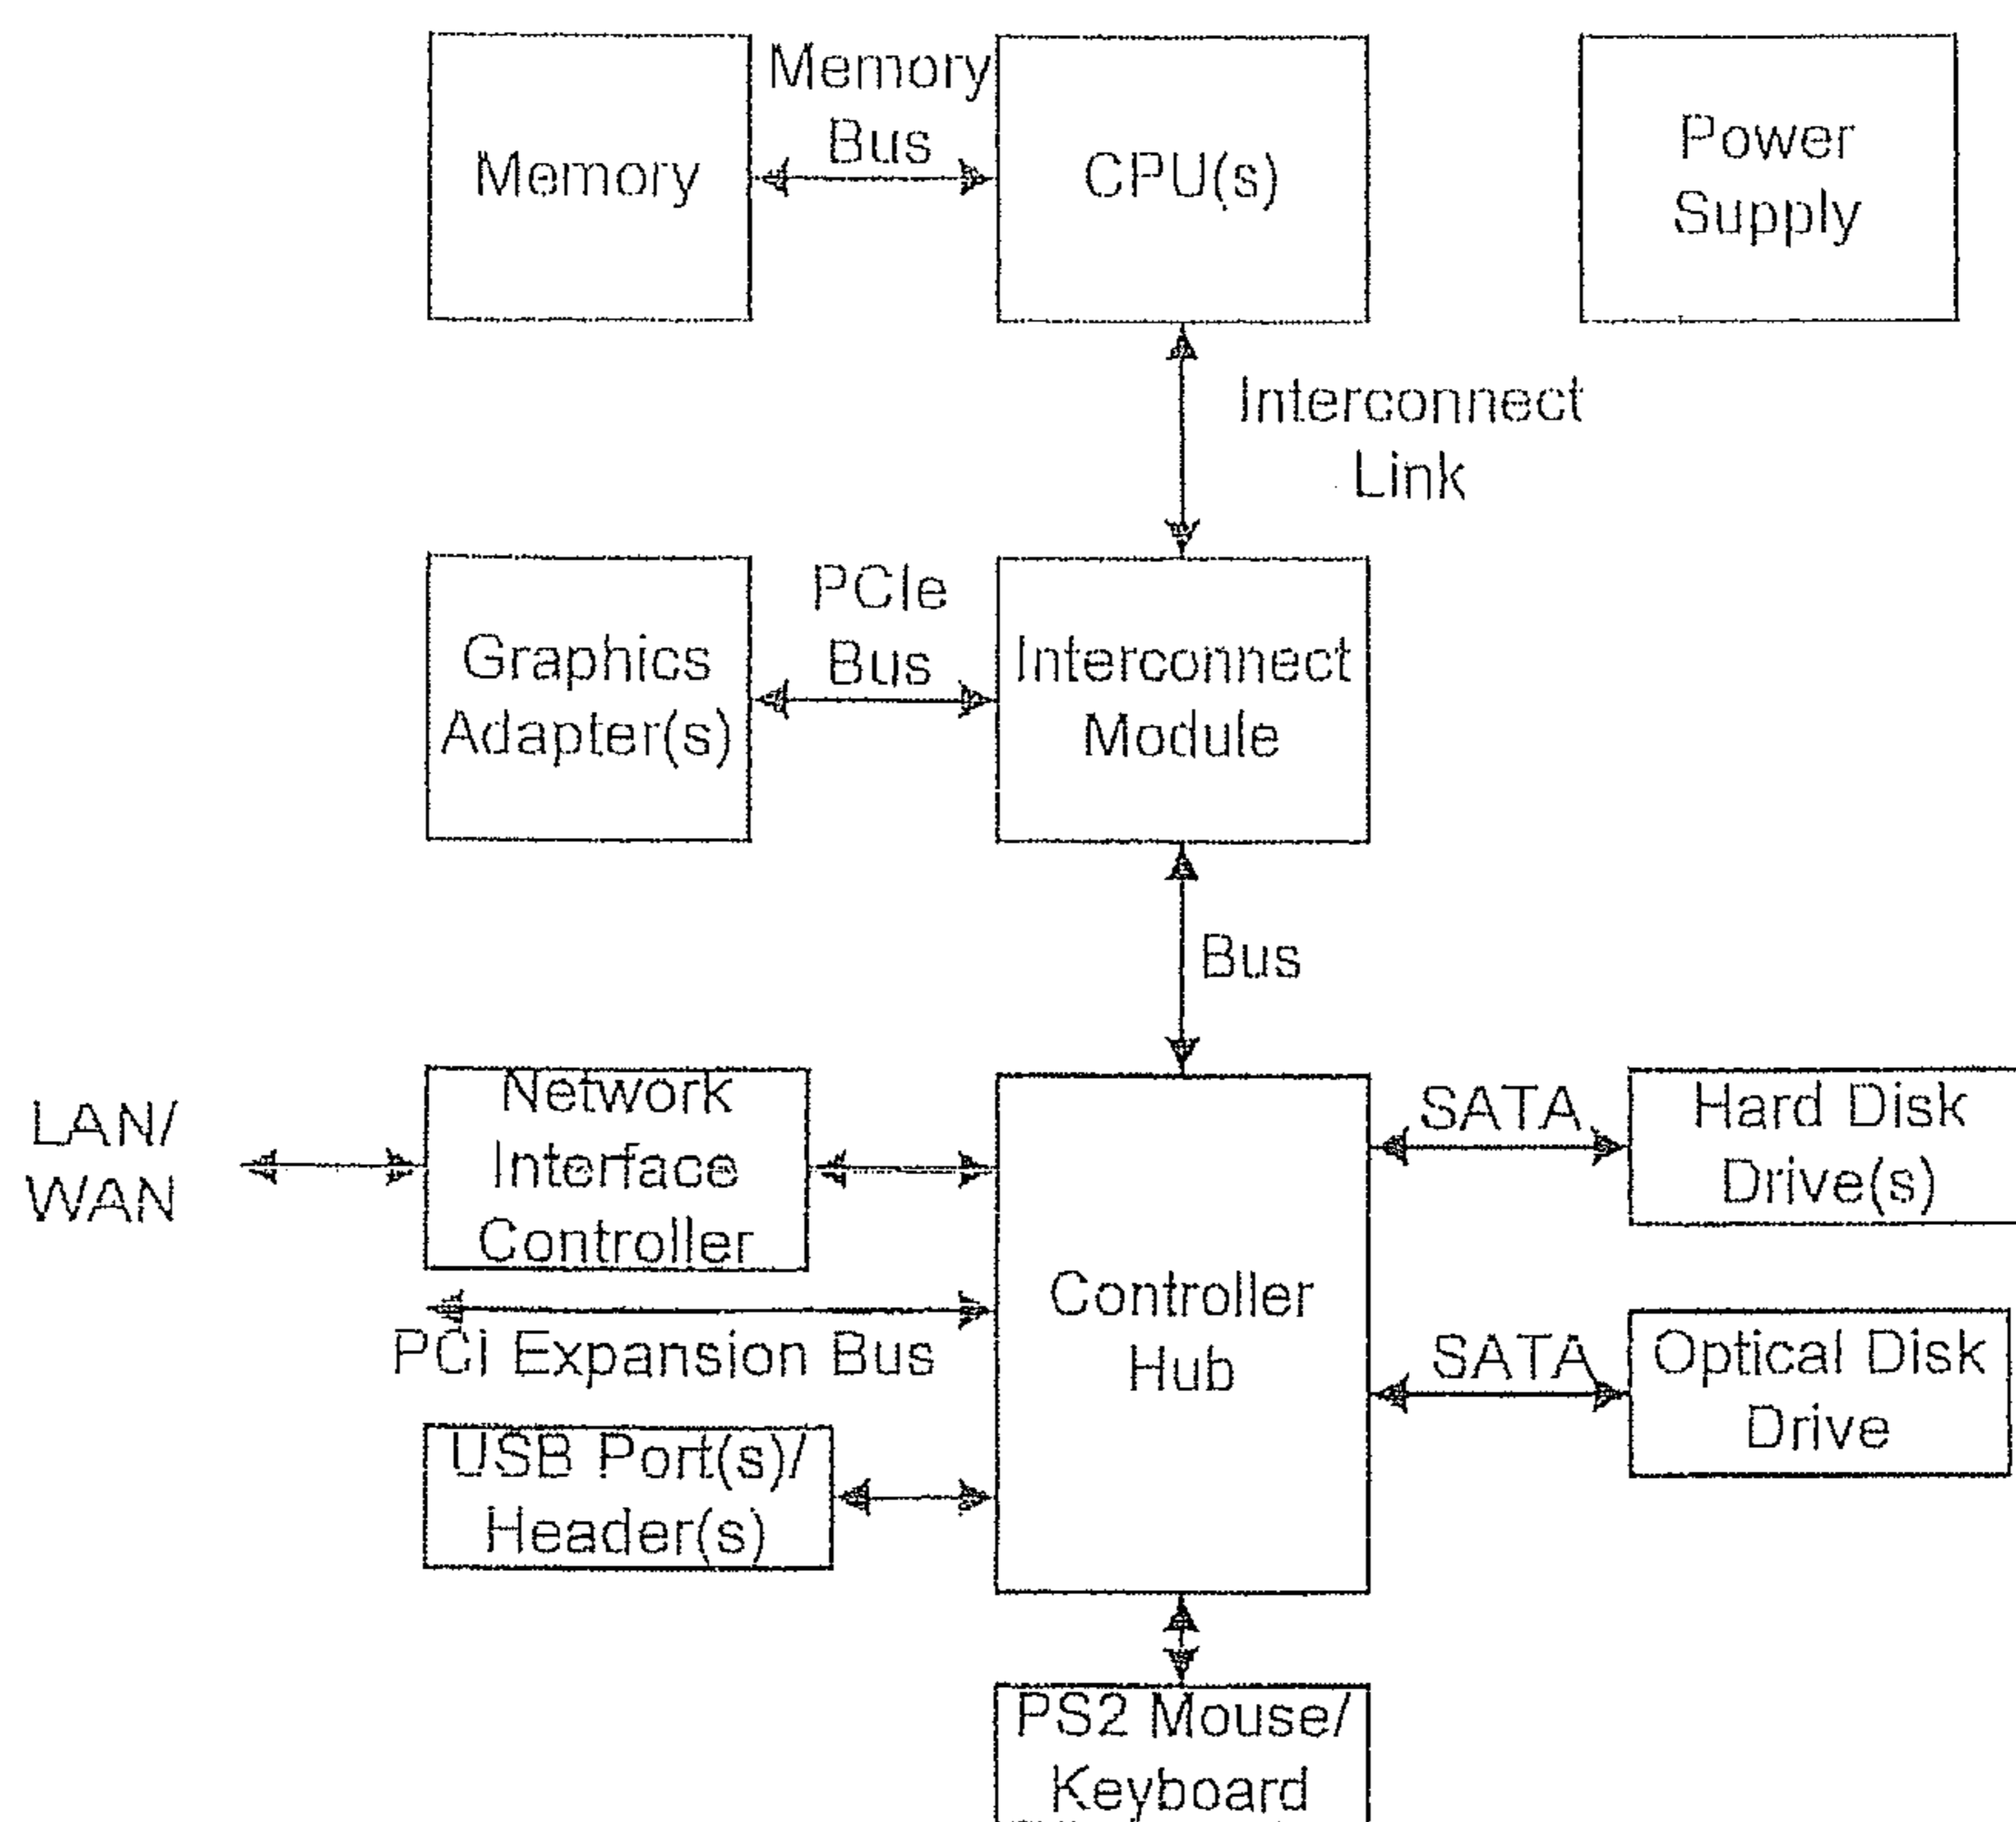 Memory
Memory
Bus
CPU(s)
Power
Supply
Interconnect
Link
Graphics
Adapter(s)
PCIe
Bus
Interconnect
Module
Bus
LAN/
WAN
Network
Interface
Controller
PCI Expansion Bus
USB Port(s)/
Header(s)
Controller
Hub
SATA
Hard Disk
Drive(s)
SATA
Optical Disk
Drive
PS2 Mouse/
Keyboard